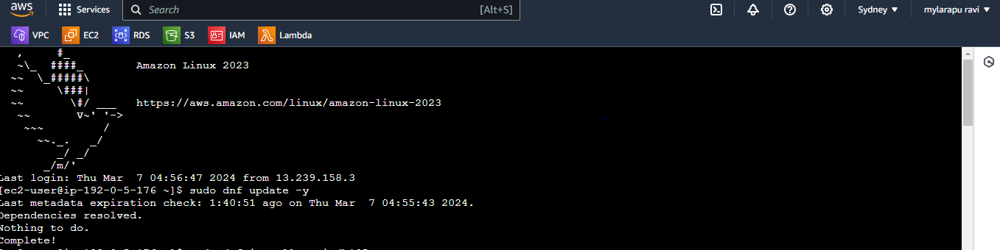 aws Services Search [Alt+S] Sydney ▼ mylarapu ravi ▼
VPC EC2 RDS S3 IAM Lambda
   ,     #_
   ~\_  ####_        Amazon Linux 2023
  ~~  \_#####\
  ~~     \###|
  ~~       \#/ ___   https://aws.amazon.com/linux/amazon-linux-2023
   ~~       V~' '->
    ~~~         /
      ~~._.   _/
         _/ _/
       _/m/'
Last login: Thu Mar  7 04:56:47 2024 from 13.239.158.3
[ec2-user@ip-192-0-5-176 ~]$ sudo dnf update -y
Last metadata expiration check: 1:40:51 ago on Thu Mar  7 04:55:43 2024.
Dependencies resolved.
Nothing to do.
Complete!